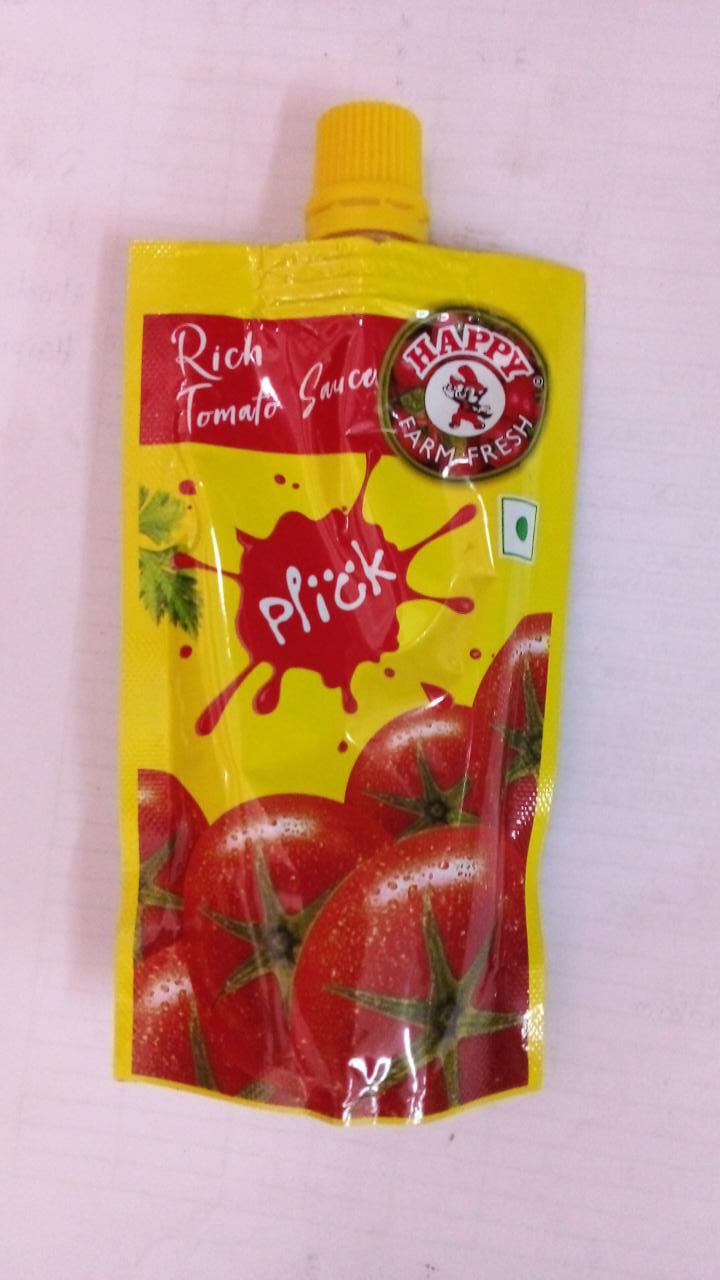 Rich
Tomato Sauce
HAPPY
®
FARM FRESH
plick